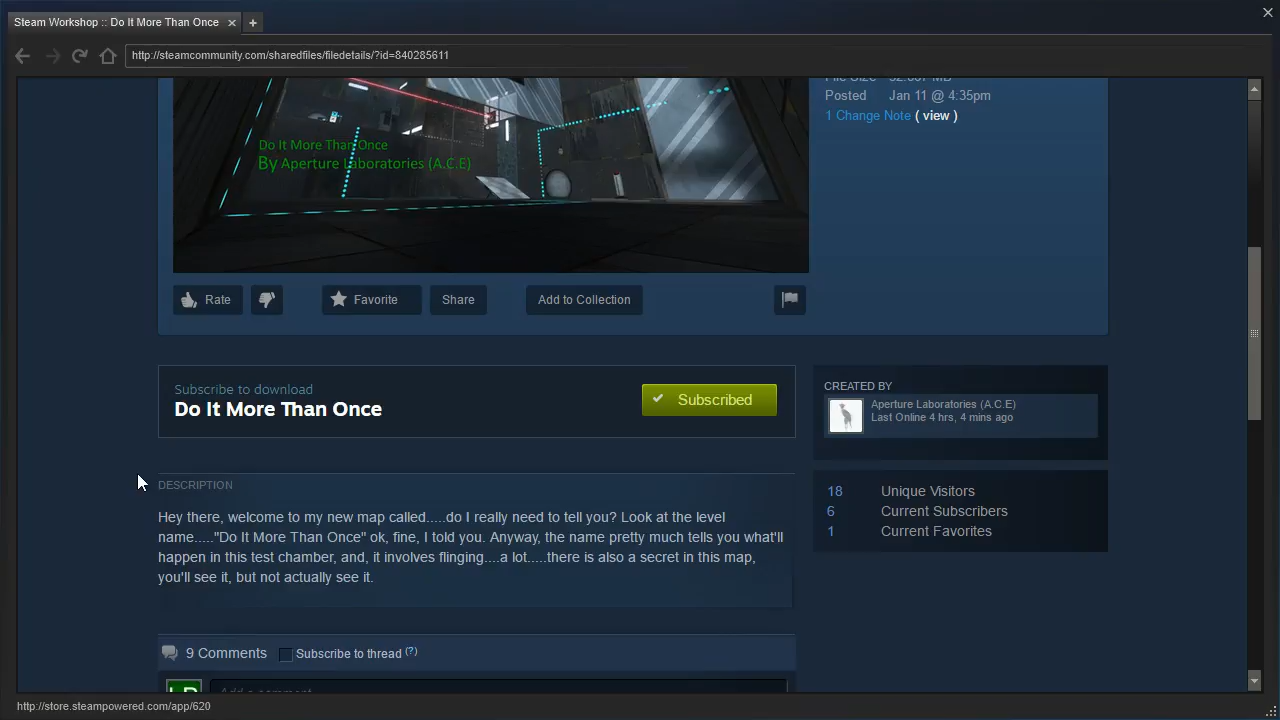 Steam Workshop :: Do It More Than Once
http://steamcommunity.com/sharedfiles/filedetails/?id=840285611
Posted Jan 11 @ 4:35pm
1 Change Note ( view )
Do It More Than Once
By Aperture Laboratories (A.C.E)
Rate
Favorite
Share
Add to Collection
Subscribe to download
Do It More Than Once
Subscribed
CREATED BY
Aperture Laboratories (A.C.E)
Last Online 4 hrs, 4 mins ago
18 Unique Visitors
6 Current Subscribers
1 Current Favorites
DESCRIPTION
Hey there, welcome to my new map called.....do I really need to tell you? Look at the level
name....."Do It More Than Once" ok, fine, I told you. Anyway, the name pretty much tells you what'll
happen in this test chamber, and, it involves flinging....a lot.....there is also a secret in this map,
you'll see it, but not actually see it.
9 Comments
Subscribe to thread (?)
Add a comment
http://store.steampowered.com/app/620